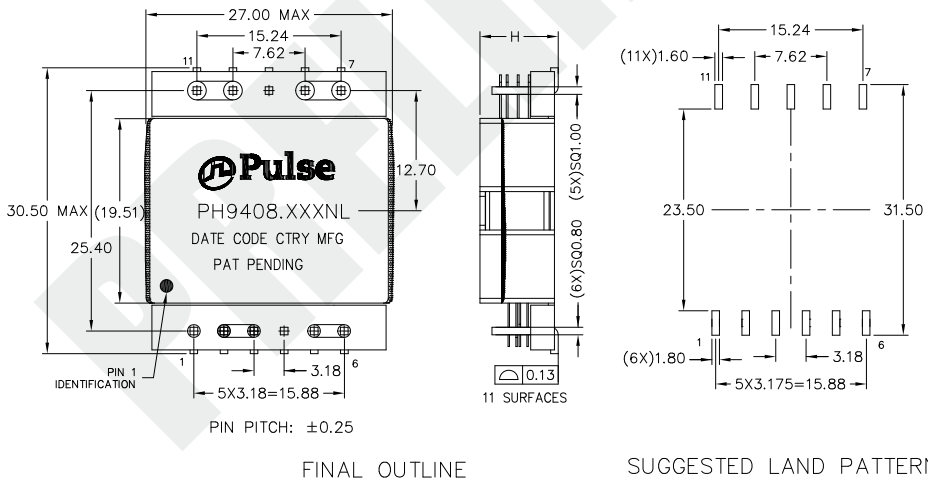 27.00 MAX
15.24
7.62
11
7
12.70
30.50 MAX
(19.51)
25.40
Pulse
PH9408.XXXNL
DATE CODE CTRY MFG
PAT PENDING
PIN 1
IDENTIFICATION
1
6
3.18
5X3.18=15.88
PIN PITCH: ±0.25
H
(5X)SQ1.00
(6X)SQ0.80
0.13
11 SURFACES
FINAL OUTLINE
15.24
(11X)1.60
7.62
11
7
23.50
31.50
1
6
(6X)1.80
3.18
5X3.175=15.88
SUGGESTED LAND PATTERN